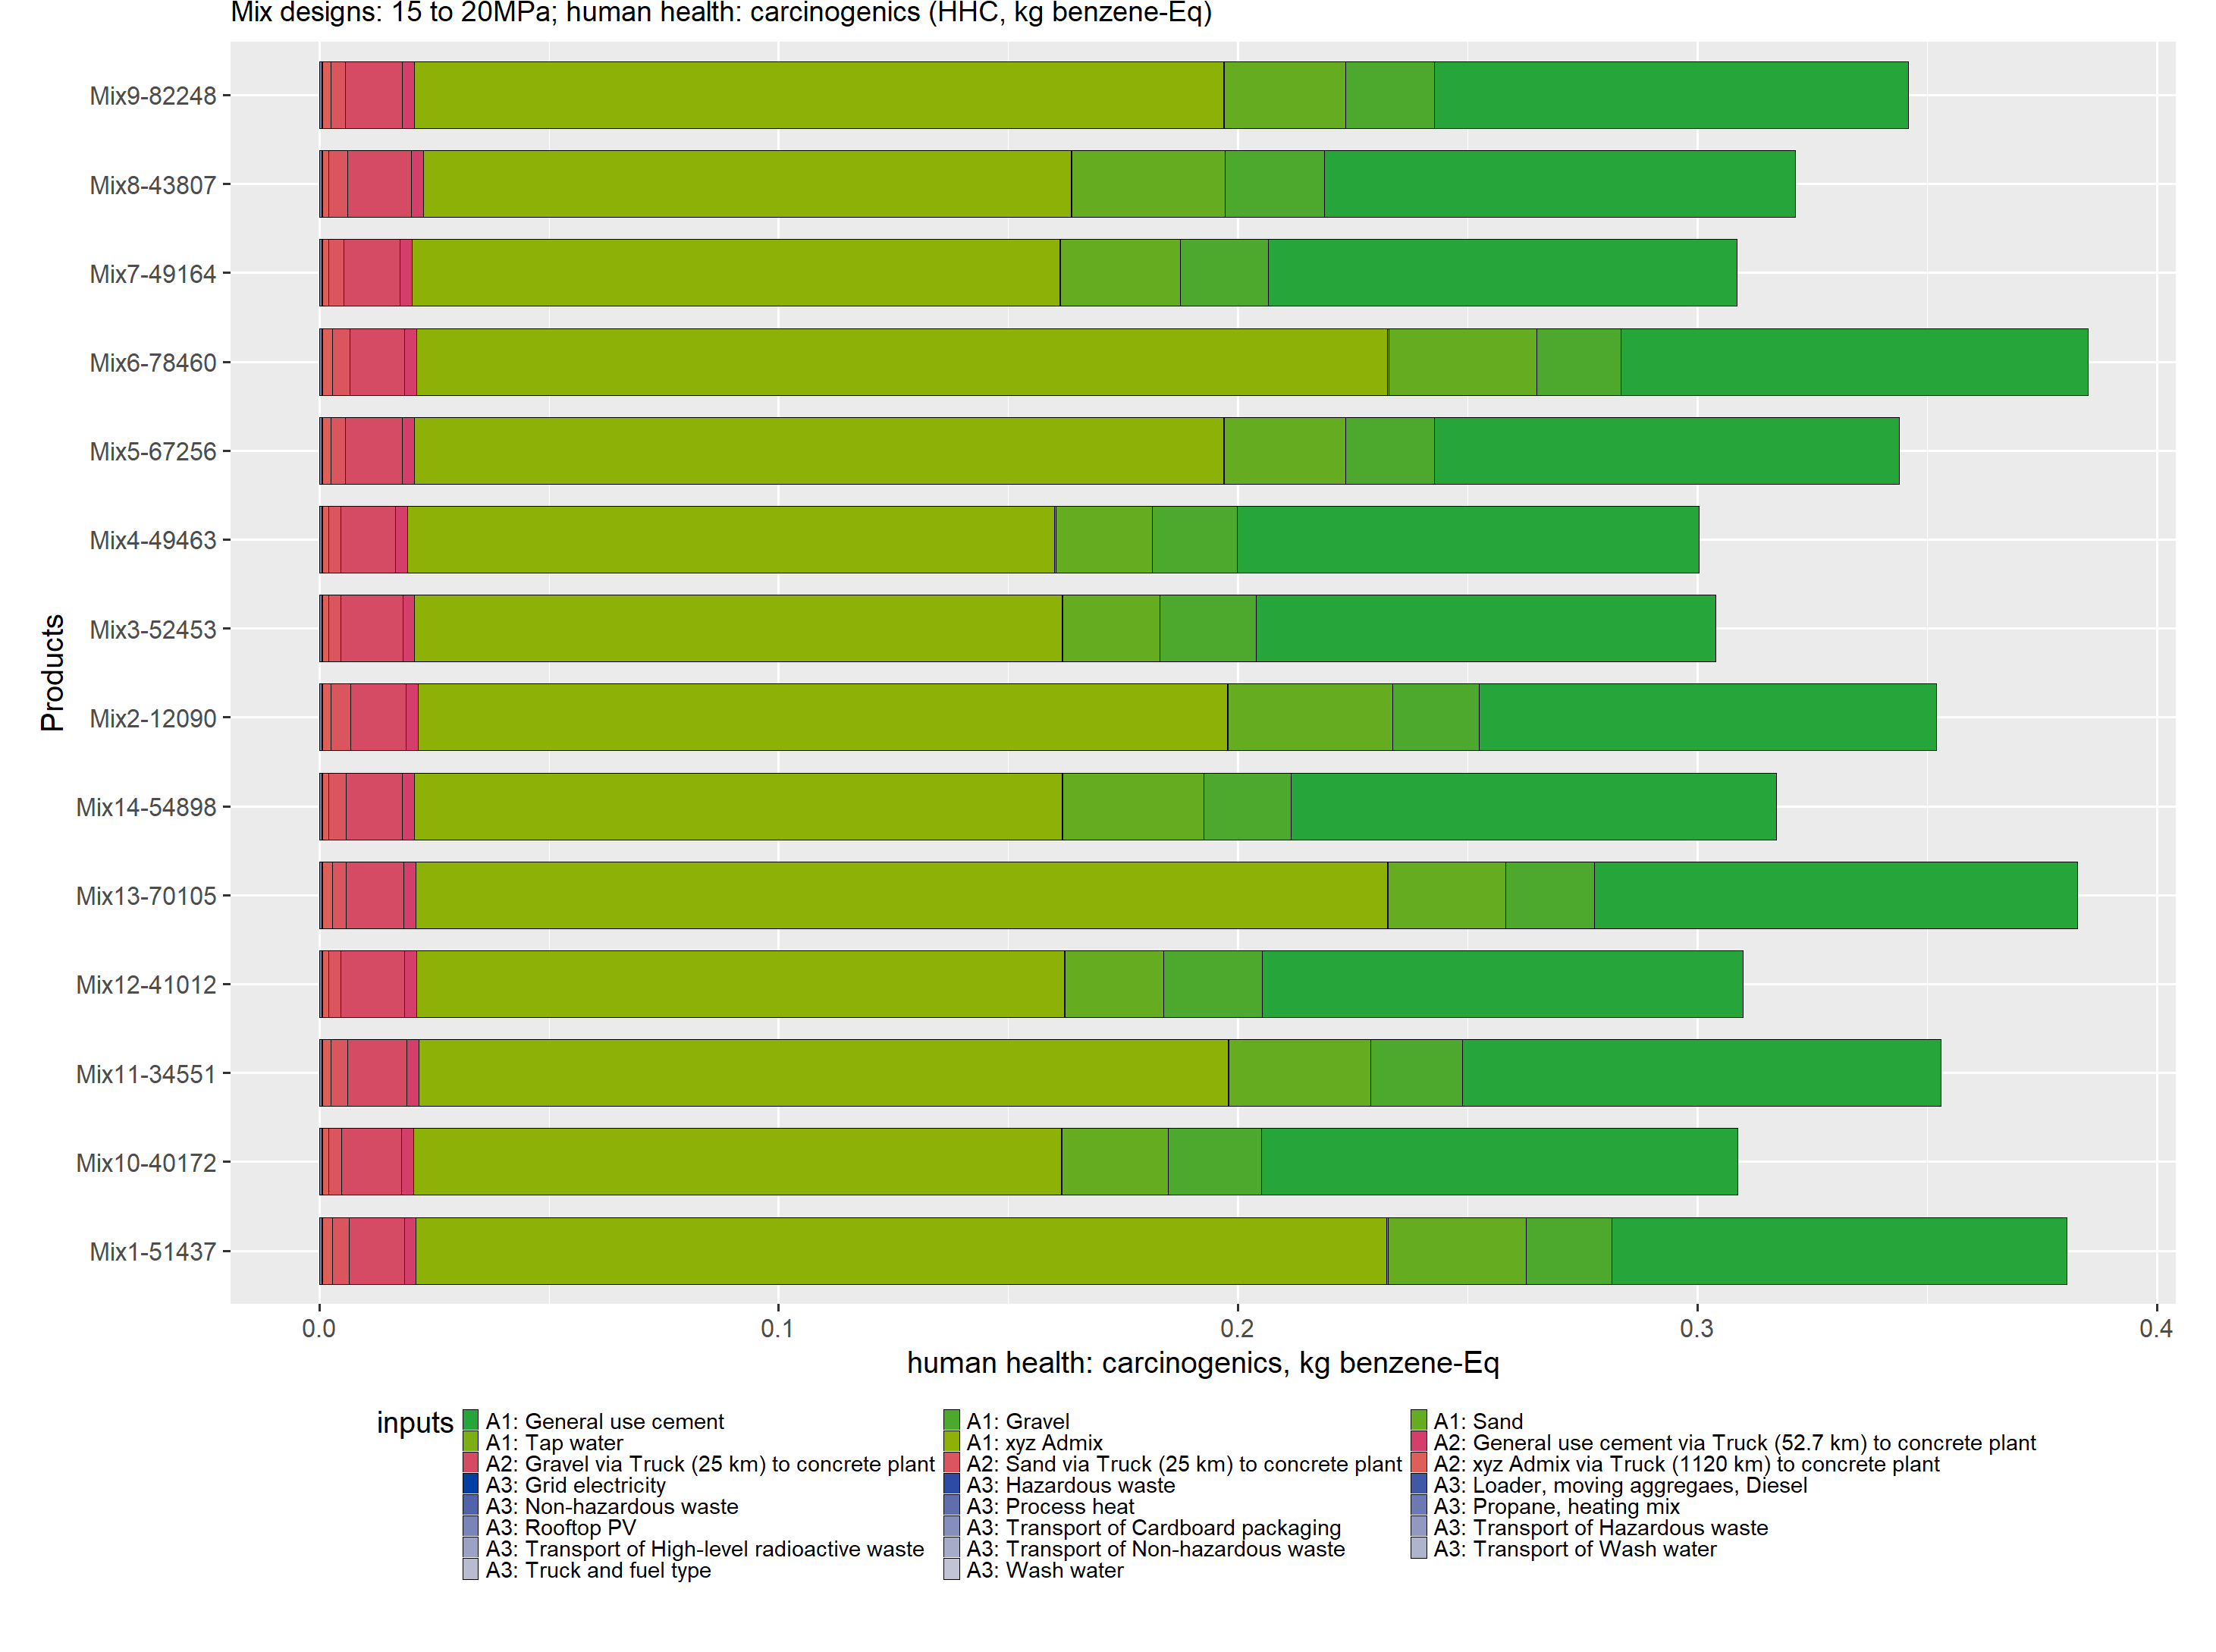 Mix designs: 15 to 20MPa; human health: carcinogenics (HHC, kg benzene-Eq)
Products
Mix9-82248
Mix8-43807
Mix7-49164
Mix6-78460
Mix5-67256
Mix4-49463
Mix3-52453
Mix2-12090
Mix14-54898
Mix13-70105
Mix12-41012
Mix11-34551
Mix10-40172
Mix1-51437
0.0 0.1 0.2 0.3 0.4
human health: carcinogenics, kg benzene-Eq
inputs
A1: General use cement A1: Gravel A1: Sand
A1: Tap water A1: xyz Admix A2: General use cement via Truck (52.7 km) to concrete plant
A2: Gravel via Truck (25 km) to concrete plant A2: Sand via Truck (25 km) to concrete plant A2: xyz Admix via Truck (1120 km) to concrete plant
A3: Grid electricity A3: Hazardous waste A3: Loader, moving aggregaes, Diesel
A3: Non-hazardous waste A3: Process heat A3: Propane, heating mix
A3: Rooftop PV A3: Transport of Cardboard packaging A3: Transport of Hazardous waste
A3: Transport of High-level radioactive waste A3: Transport of Non-hazardous waste A3: Transport of Wash water
A3: Truck and fuel type A3: Wash water